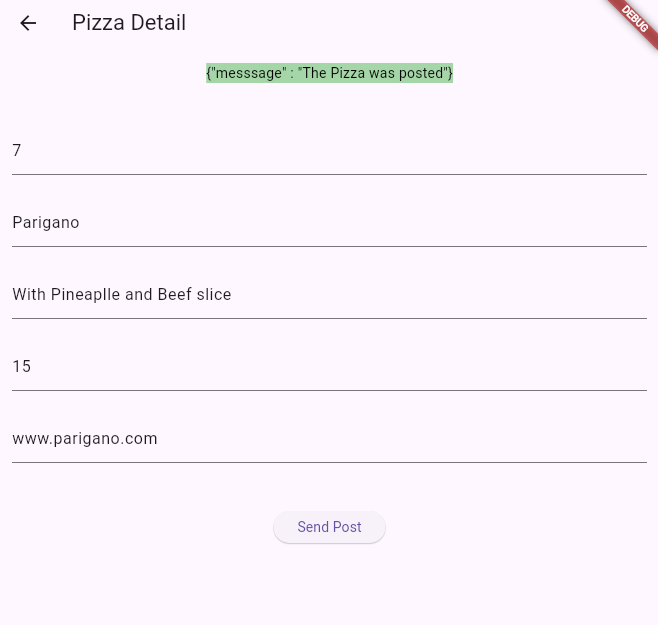 Pizza Detail
DEBUG
{"messsage" : "The Pizza was posted"}
7
Parigano
With Pineaplle and Beef slice
15
www.parigano.com
Send Post